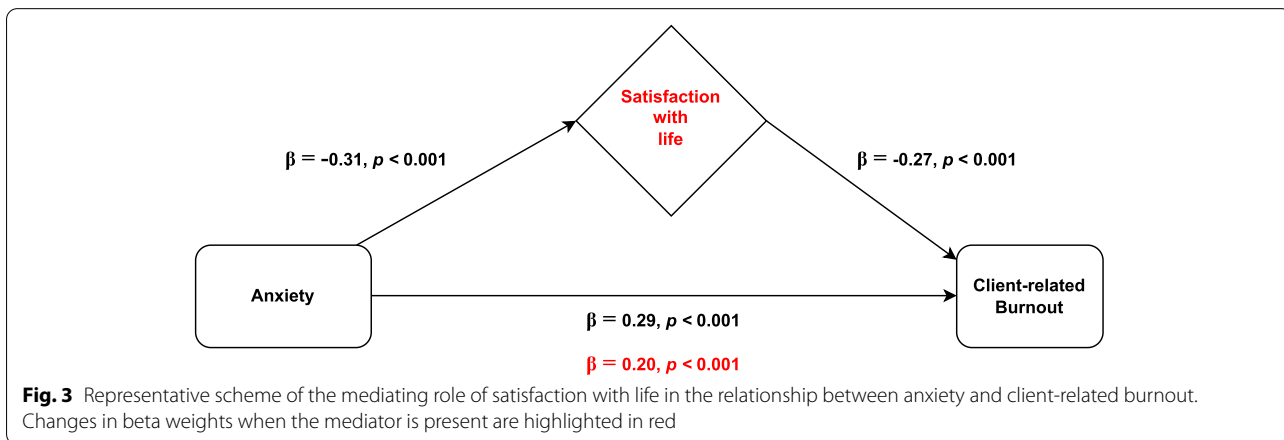 Satisfaction
with
life
β = −0.31, p < 0.001
β = -0.27, p < 0.001
Anxiety
Client-related
Burnout
β = 0.29, p < 0.001
β = 0.20, p < 0.001
Fig. 3 Representative scheme of the mediating role of satisfaction with life in the relationship between anxiety and client-related burnout.
Changes in beta weights when the mediator is present are highlighted in red